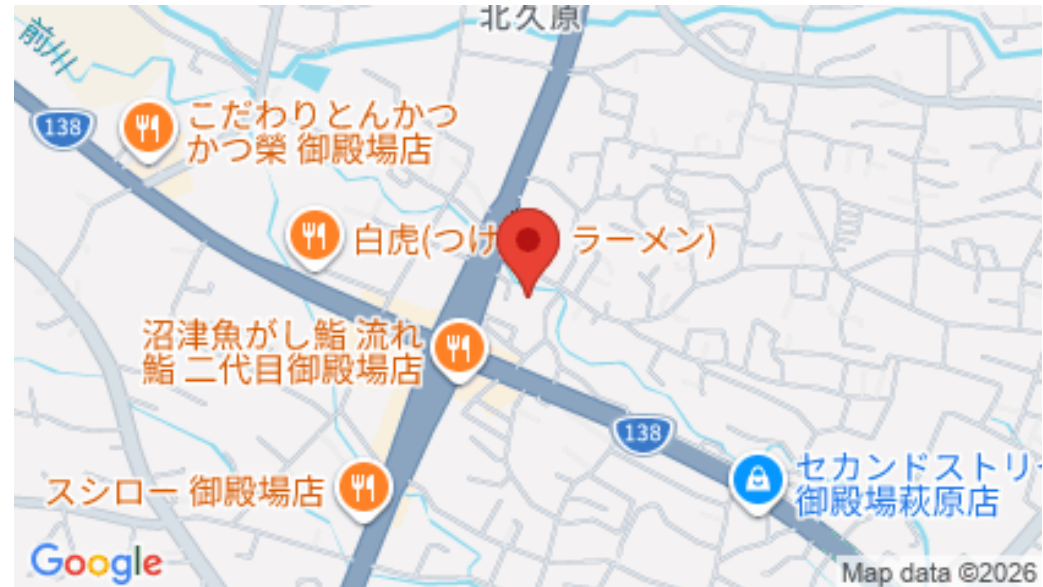 北久原
前川
138
こだわりとんかつ
かつ榮 御殿場店
白虎(つけ
ラーメン)
沼津魚がし鮨 流れ
鮨 二代目御殿場店
138
スシロー 御殿場店
セカンドストリ
御殿場萩原店
Google
Map data ©2026